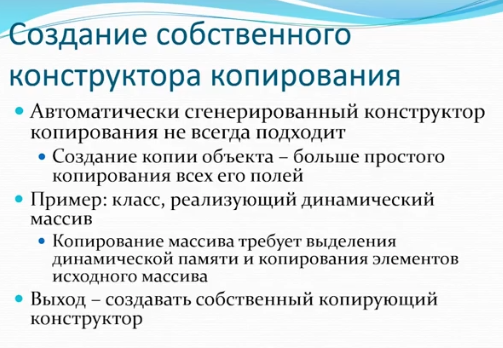 Создание собственного
конструктора копирования
Автоматически сгенерированный конструктор
копирования не всегда подходит
Создание копии объекта – больше простого
копирования всех его полей
Пример: класс, реализующий динамический
массив
Копирование массива требует выделения
динамической памяти и копирования элементов
исходного массива
Выход – создавать собственный копирующий
конструктор